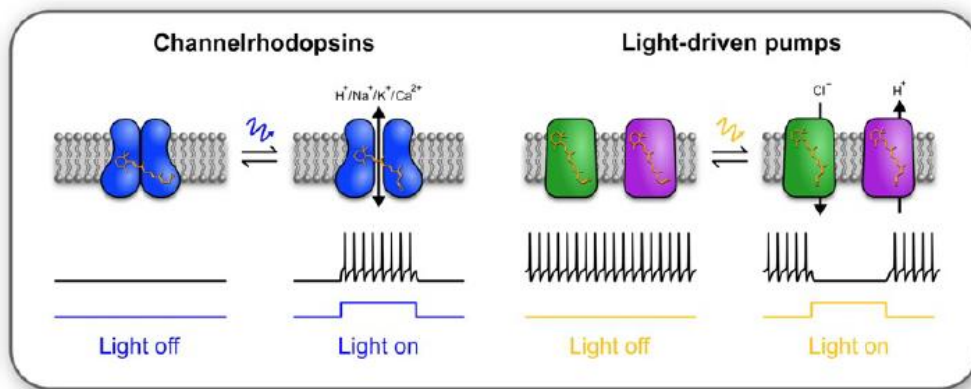 Channelrhodopsins
Light-driven pumps
H⁺/Na⁺/K⁺/Ca²⁺
Cl⁻
H⁺
Light off
Light on
Light off
Light on